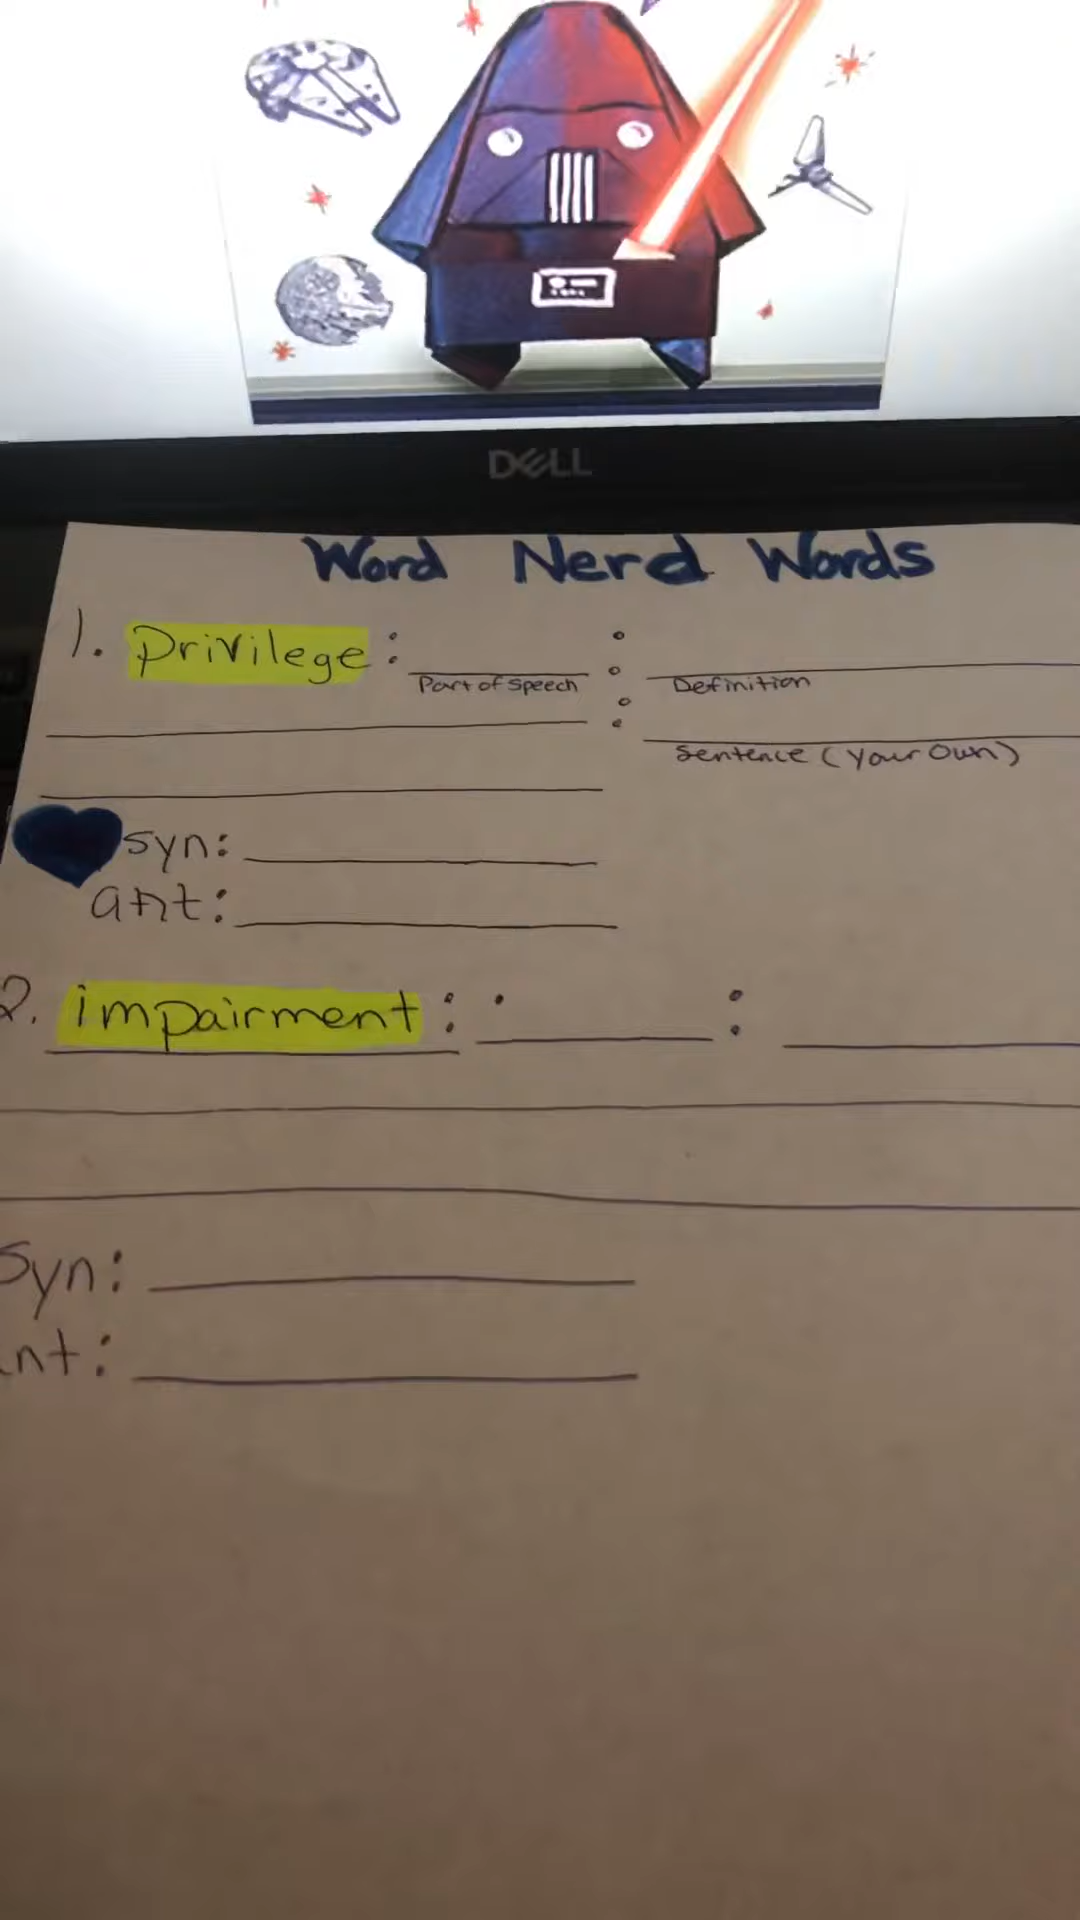 DELL
Word Nerd Words
1. Privilege: : 
Part of Speech : Definition
Sentence (Your Own)
syn:
ant:
2. impairment: :
Syn:
nt: